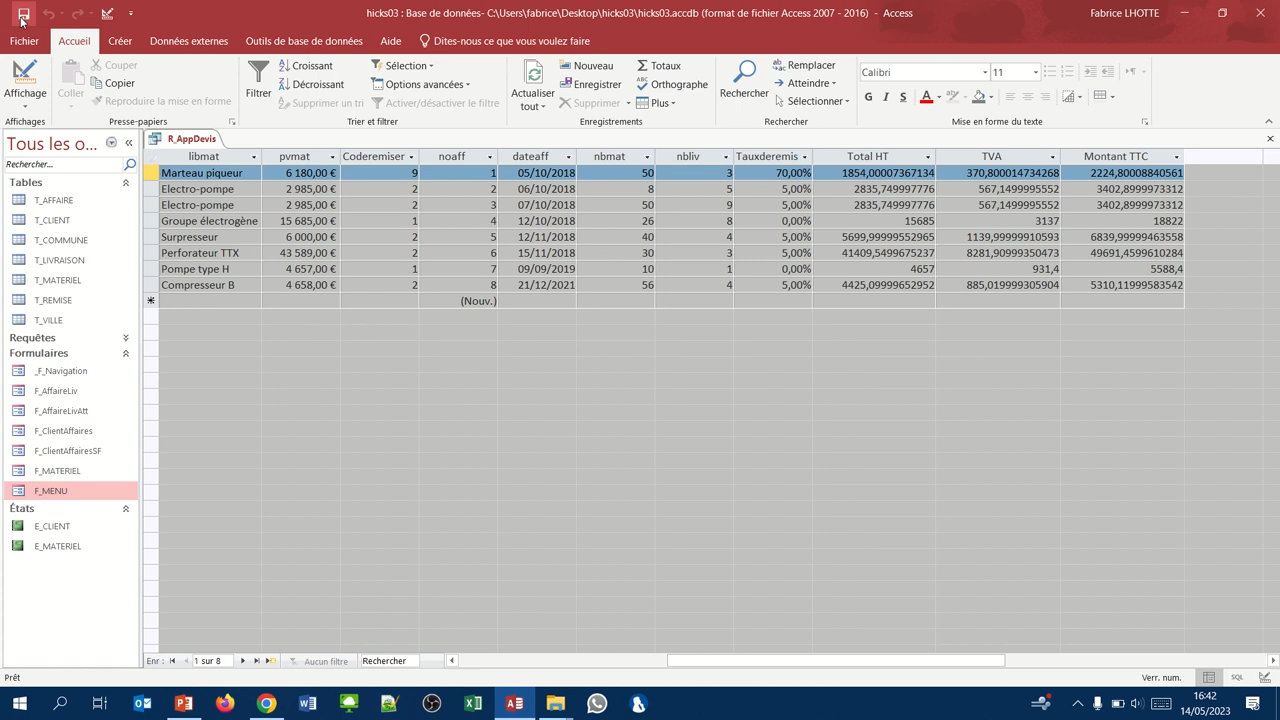 hicks03 : Base de données- C:\Users\fabrice\Desktop\hicks03\hicks03.accdb (format de fichier Access 2007 - 2016) - Access
Fabrice LHOTTE
Fichier Accueil Créer Données externes Outils de base de données Aide Dites-nous ce que vous voulez faire
Affichage
Affichages
Coller
Couper
Copier
Reproduire la mise en forme
Presse-papiers
Filtrer
Croissant
Décroissant
Supprimer un tri
Sélection
Options avancées
Activer/désactiver le filtre
Trier et filtrer
Actualiser
tout
Nouveau
Enregistrer
Supprimer
Totaux
Orthographe
Plus
Enregistrements
Rechercher
Remplacer
Atteindre
Sélectionner
Rechercher
Calibri 11
G I S
Mise en forme du texte
Tous les o...
Rechercher...
Tables
T_AFFAIRE
T_CLIENT
T_COMMUNE
T_LIVRAISON
T_MATERIEL
T_REMISE
T_VILLE
Requêtes
Formulaires
_F_Navigation
F_AffaireLiv
F_AffaireLivAtt
F_ClientAffaires
F_ClientAffairesSF
F_MATERIEL
F_MENU
États
E_CLIENT
E_MATERIEL
R_AppDevis
libmat pvmat Coderemiser noaff dateaff nbmat nbliv Tauxderemis Total HT TVA Montant TTC
Marteau piqueur 6 180,00 € 9 1 05/10/2018 50 3 70,00% 1854,00007367134 370,800014734268 2224,80008840561
Electro-pompe 2 985,00 € 2 2 06/10/2018 8 5 5,00% 2835,749997776 567,1499995552 3402,8999973312
Electro-pompe 2 985,00 € 2 3 07/10/2018 50 9 5,00% 2835,749997776 567,1499995552 3402,8999973312
Groupe électrogène 15 685,00 € 1 4 12/10/2018 26 8 0,00% 15685 3137 18822
Surpresseur 6 000,00 € 2 5 12/11/2018 40 4 5,00% 5699,99999552965 1139,99999910593 6839,99999463558
Perforateur TTX 43 589,00 € 2 6 15/11/2018 30 3 5,00% 41409,5499675237 8281,90999350473 49691,4599610284
Pompe type H 4 657,00 € 1 7 09/09/2019 10 1 0,00% 4657 931,4 5588,4
Compresseur B 4 658,00 € 2 8 21/12/2021 56 4 5,00% 4425,09999652952 885,019999305904 5310,11999583542
(Nouv.)
Enr : 1 sur 8 Aucun filtre Rechercher
Prêt
Verr. num.
SQL
16:42
14/05/2023